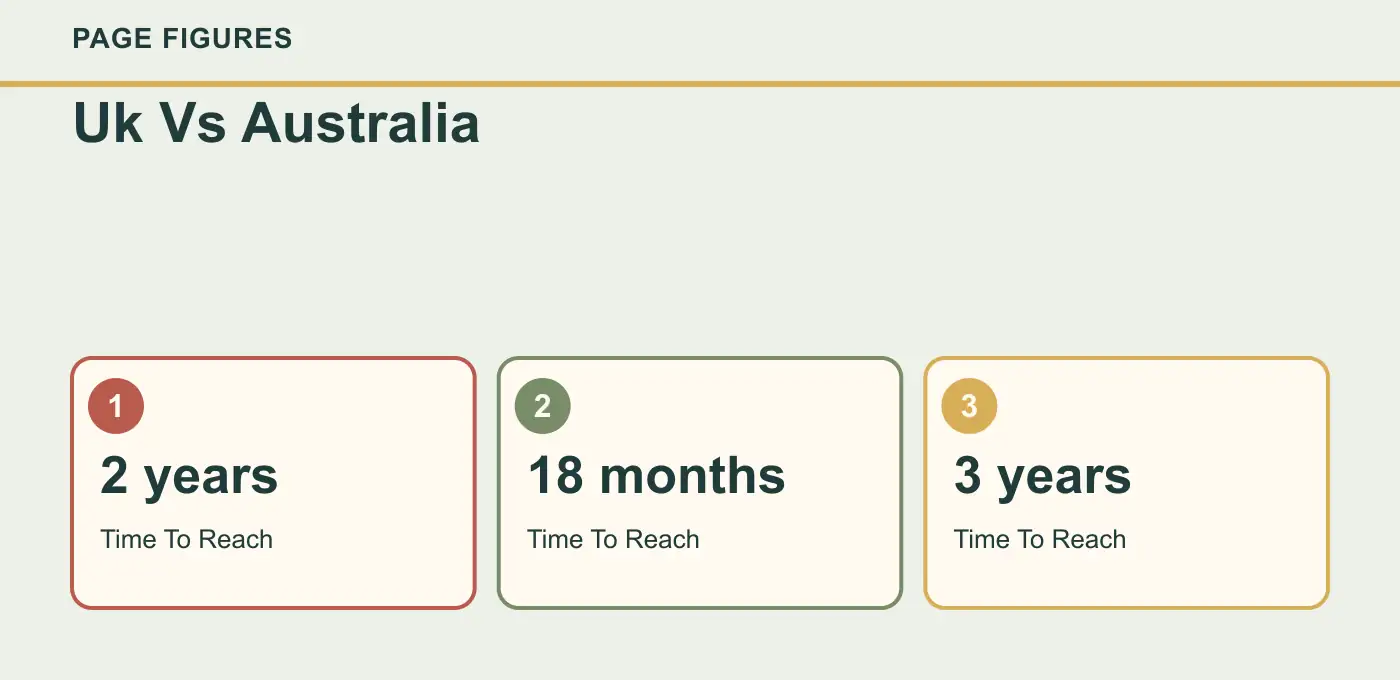 PAGE FIGURES
Uk Vs Australia
1
2 years
Time To Reach
2
18 months
Time To Reach
3
3 years
Time To Reach